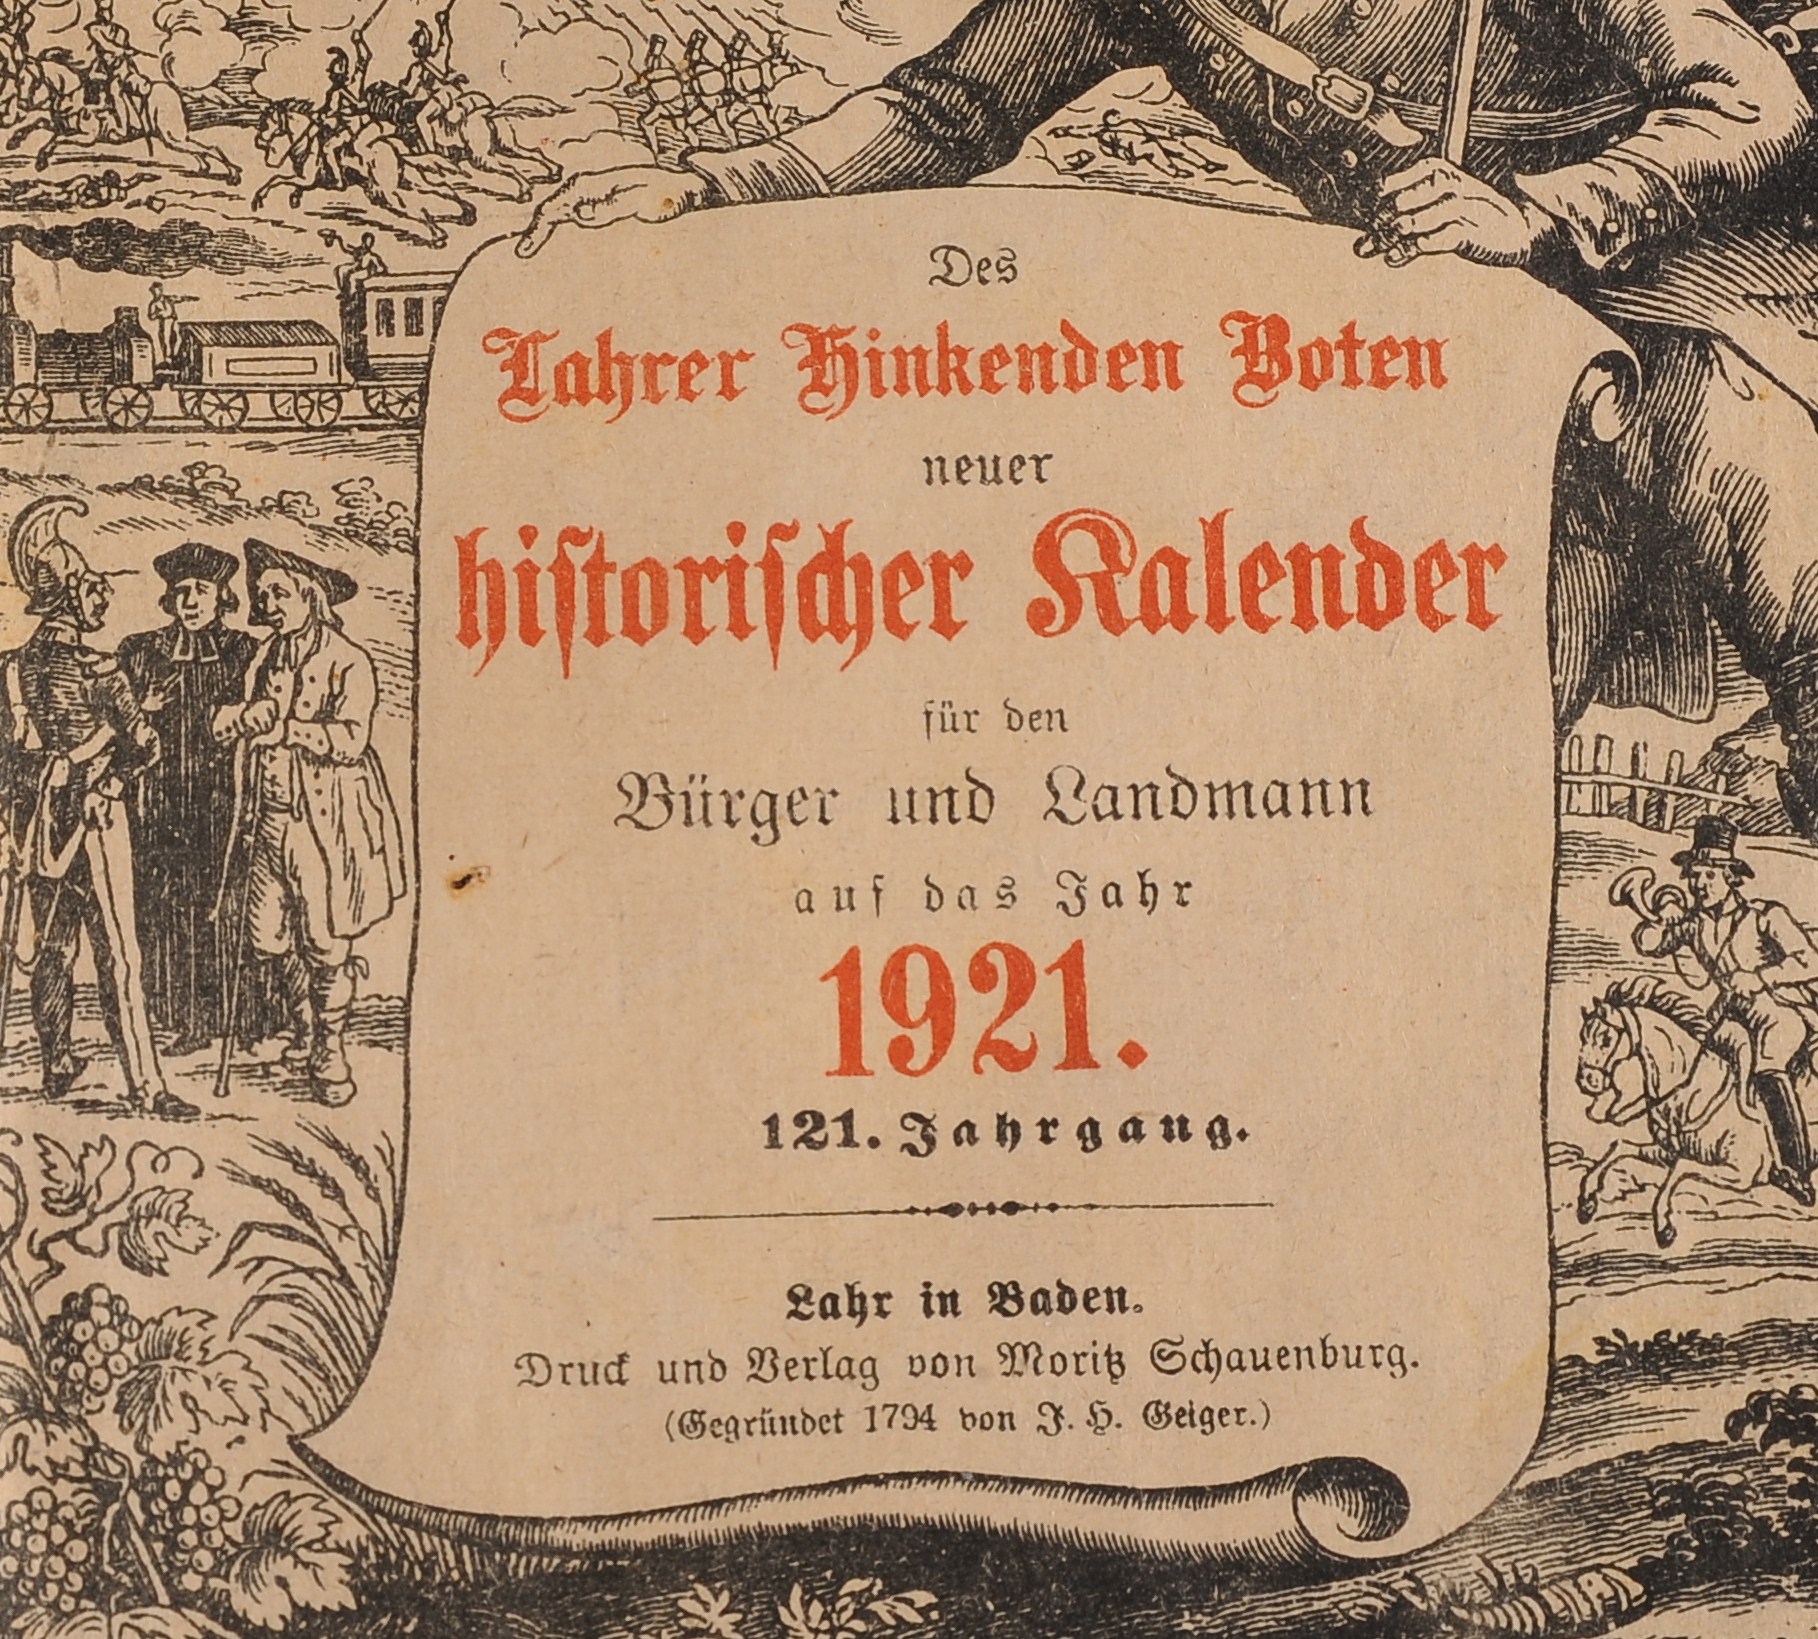 Des
Lahrer Hinkenden Boten
neuer
historischer Kalender
für den
Bürger und Landmann
auf das Jahr
1921.
121. Jahrgang.
Lahr in Baden.
Druck und Verlag von Moritz Schauenburg.
(Gegründet 1794 von J. H. Geiger.)